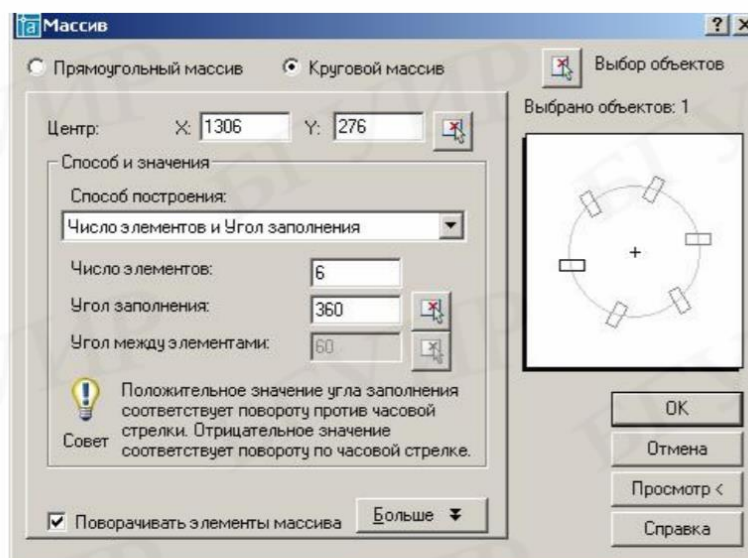 Массив
Прямоугольный массив Круговой массив Выбор объектов
Выбрано объектов: 1
Центр: X: 1306 Y: 276
Способ и значения
Способ построения:
Число элементов и Угол заполнения
Число элементов: 6
Угол заполнения: 360
Угол между элементами: 60
Совет
Положительное значение угла заполнения
соответствует повороту против часовой
стрелки. Отрицательное значение
соответствует повороту по часовой стрелке.
Поворачивать элементы массива Больше
OK
Отмена
Просмотр <
Справка
БГУИР